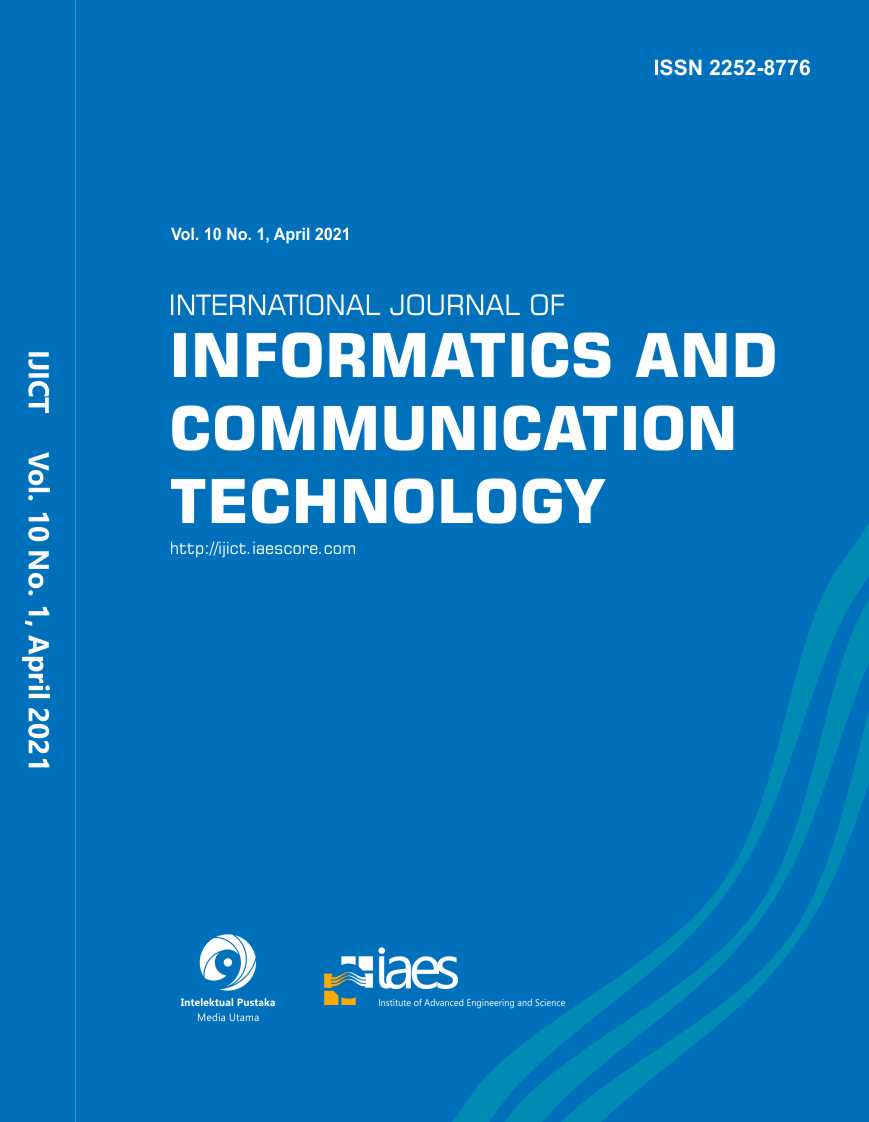 ISSN 2252-8776
Vol. 10 No. 1, April 2021
INTERNATIONAL JOURNAL OF
INFORMATICS AND
COMMUNICATION
TECHNOLOGY
http://ijict.iaescore.com
IJICT Vol. 10 No. 1, April 2021
Intelektual Pustaka
Media Utama
iaes
Institute of Advanced Engineering and Science